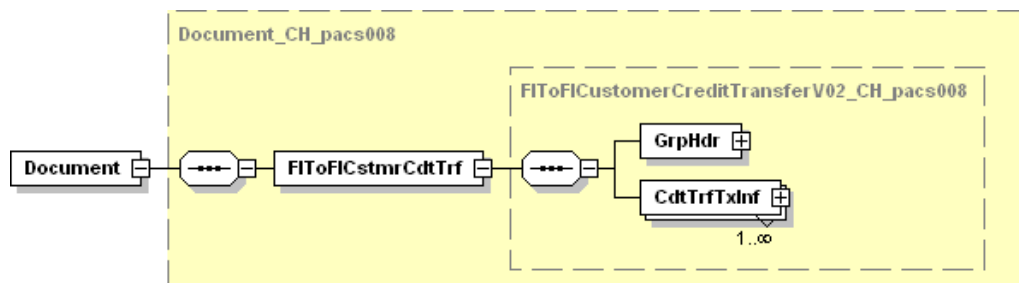 Document_CH_pacs008
FIToFICustomerCreditTransferV02_CH_pacs008
GrpHdr
Document
FIToFICstmrCdtTrf
CdtTrfTxInf
1..∞